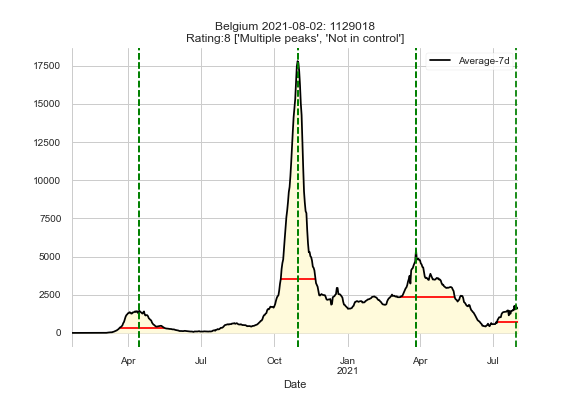 Belgium 2021-08-02: 1129018
Rating:8 ['Multiple peaks', 'Not in control']
Average-7d
17500
15000
12500
10000
7500
5000
2500
0
Apr Jul Oct Jan Apr Jul
2021
Date